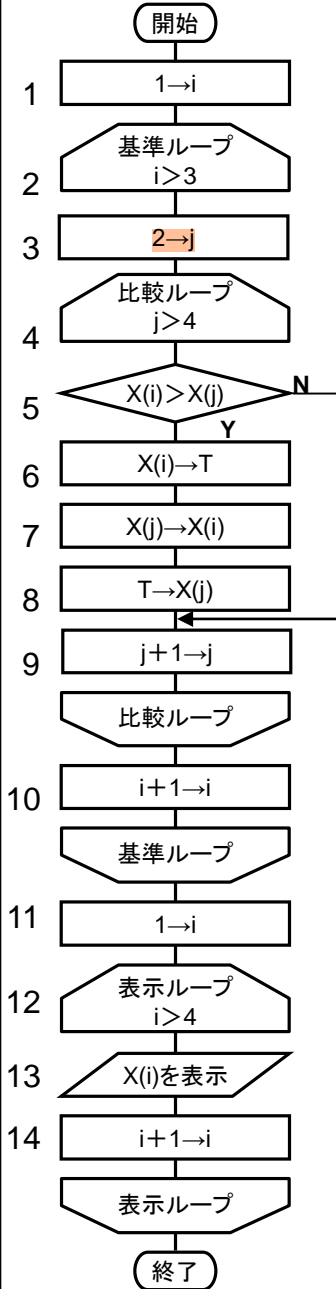 開始
1 1→i
基準ループ
2 i＞3
3 2→j
比較ループ
4 j＞4
5 X(i)＞X(j) N
Y
6 X(i)→T
7 X(j)→X(i)
8 T→X(j)
9 j＋1→j
比較ループ
10 i＋1→i
基準ループ
11 1→i
表示ループ
12 i＞4
13 X(i)を表示
14 i＋1→i
表示ループ
終了